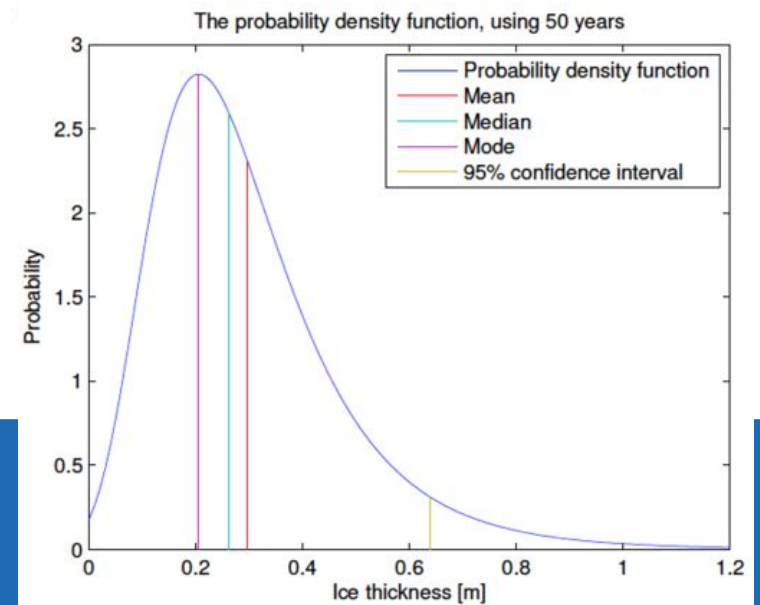 The probability density function, using 50 years
Probability density function
Mean
Median
Mode
95% confidence interval
3
2.5
2
1.5
1
0.5
0
Probability
0 0.2 0.4 0.6 0.8 1 1.2
Ice thickness [m]